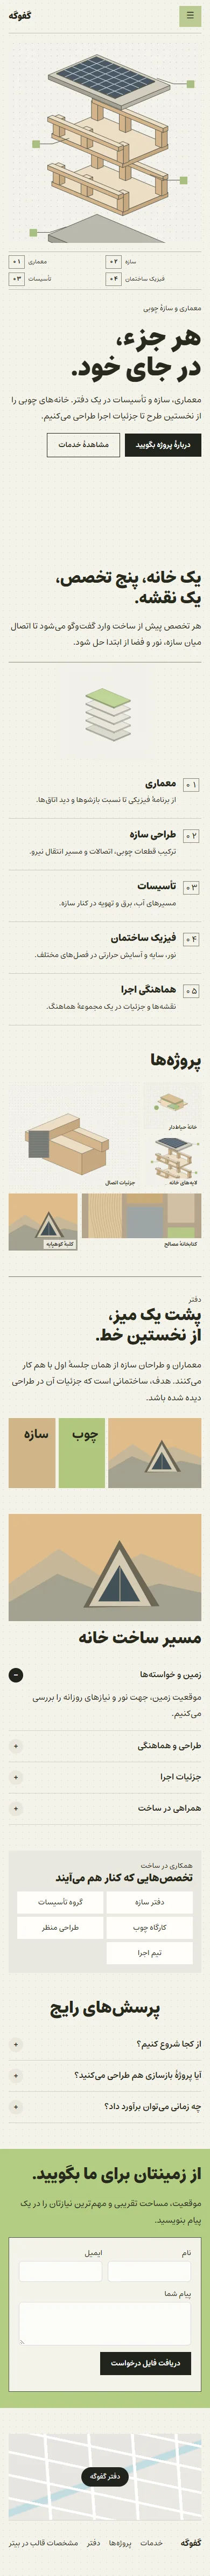 گفوگه
۰۱ معماری
۰۲ سازه
۰۳ تأسیسات
۰۴ فیزیک ساختمان
معماری و سازهٔ چوبی
هر جزء،
در جای خود.
معماری، سازه و تأسیسات در یک دفتر. خانه‌های چوبی را
از نخستین طرح تا جزئیات اجرا طراحی می‌کنیم.
دربارهٔ پروژه بگویید
مشاهدهٔ خدمات
یک خانه، پنج تخصص،
یک نقشه.
هر تخصص پیش از ساخت وارد گفت‌وگو می‌شود تا اتصال
میان سازه، نور و فضا از ابتدا حل شود.
۰۱ معماری
از برنامهٔ فیزیکی تا نسبت بازشوها و دید اتاق‌ها.
۰۲ طراحی سازه
ترکیب قطعات چوبی، اتصالات و مسیر انتقال نیرو.
۰۳ تأسیسات
مسیرهای آب، برق و تهویه در کنار سازه.
۰۴ فیزیک ساختمان
نور، سایه و آسایش حرارتی در فصل‌های مختلف.
۰۵ هماهنگی اجرا
نقشه‌ها و جزئیات در یک مجموعهٔ هماهنگ.
پروژه‌ها
خانهٔ حیاط‌دار
جزئیات اتصال
لایه‌های خانه
کتابخانهٔ مصالح
کلبهٔ کوهپایه
دفتر
پشت یک میز،
از نخستین خط.
معماران و طراحان سازه از همان جلسهٔ اول با هم کار
می‌کنند. هدف، ساختمانی است که جزئیات آن در طراحی
دیده شده باشد.
چوب
سازه
مسیر ساخت خانه
زمین و خواسته‌ها
موقعیت زمین، جهت نور و نیازهای روزانه را بررسی
می‌کنیم.
طراحی و هماهنگی
جزئیات اجرا
همراهی در ساخت
همکاری در ساخت
تخصص‌هایی که کنار هم می‌آیند
دفتر سازه
گروه تأسیسات
کارگاه چوب
طراحی منظر
تیم اجرا
پرسش‌های رایج
از کجا شروع کنیم؟
آیا پروژهٔ بازسازی هم طراحی می‌کنید؟
چه زمانی می‌توان برآورد داد؟
از زمینتان برای ما بگویید.
موقعیت، مساحت تقریبی و مهم‌ترین نیازتان را در یک
پیام بنویسید.
نام
ایمیل
پیام شما
دریافت فایل درخواست
دفتر گفوگه
گفوگه خدمات پروژه‌ها دفتر مشخصات قالب در بیتر